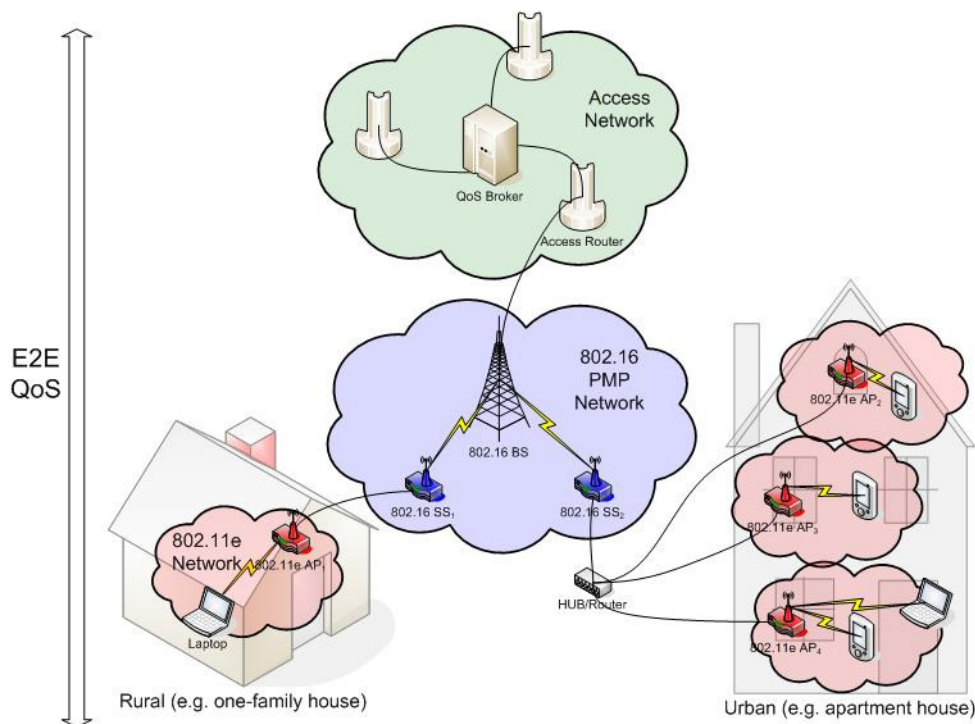 Access
Network
QoS Broker
Access Router
E2E
QoS
802.16
PMP
Network
802.16 BS
802.16 SS₁
802.16 SS₂
802.11e
Network
802.11e AP₁
Laptop
HUB/Router
802.11e AP₂
802.11e AP₃
802.11e AP₄
Rural (e.g. one-family house)
Urban (e.g. apartment house)